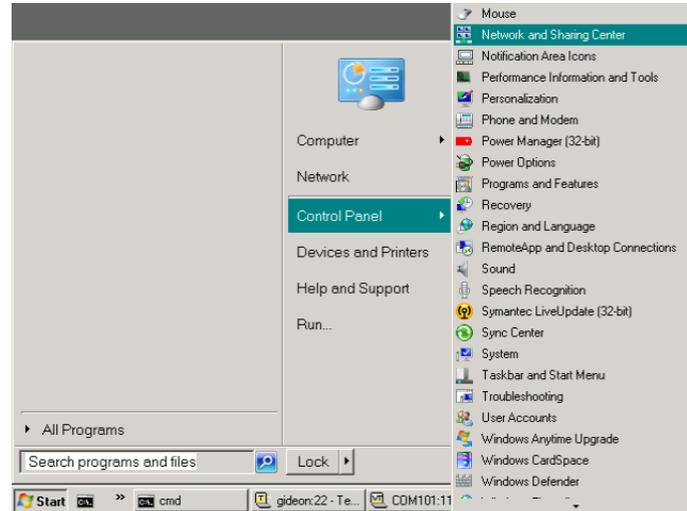 Computer
Network
Control Panel
Devices and Printers
Help and Support
Run...
All Programs
Search programs and files
Lock
Mouse
Network and Sharing Center
Notification Area Icons
Performance Information and Tools
Personalization
Phone and Modem
Power Manager (32-bit)
Power Options
Programs and Features
Recovery
Region and Language
RemoteApp and Desktop Connections
Sound
Speech Recognition
Symantec LiveUpdate (32-bit)
Sync Center
System
Taskbar and Start Menu
Troubleshooting
User Accounts
Windows Anytime Upgrade
Windows CardSpace
Windows Defender
Start
»
cmd
gideon:22 - Te...
COM101:11